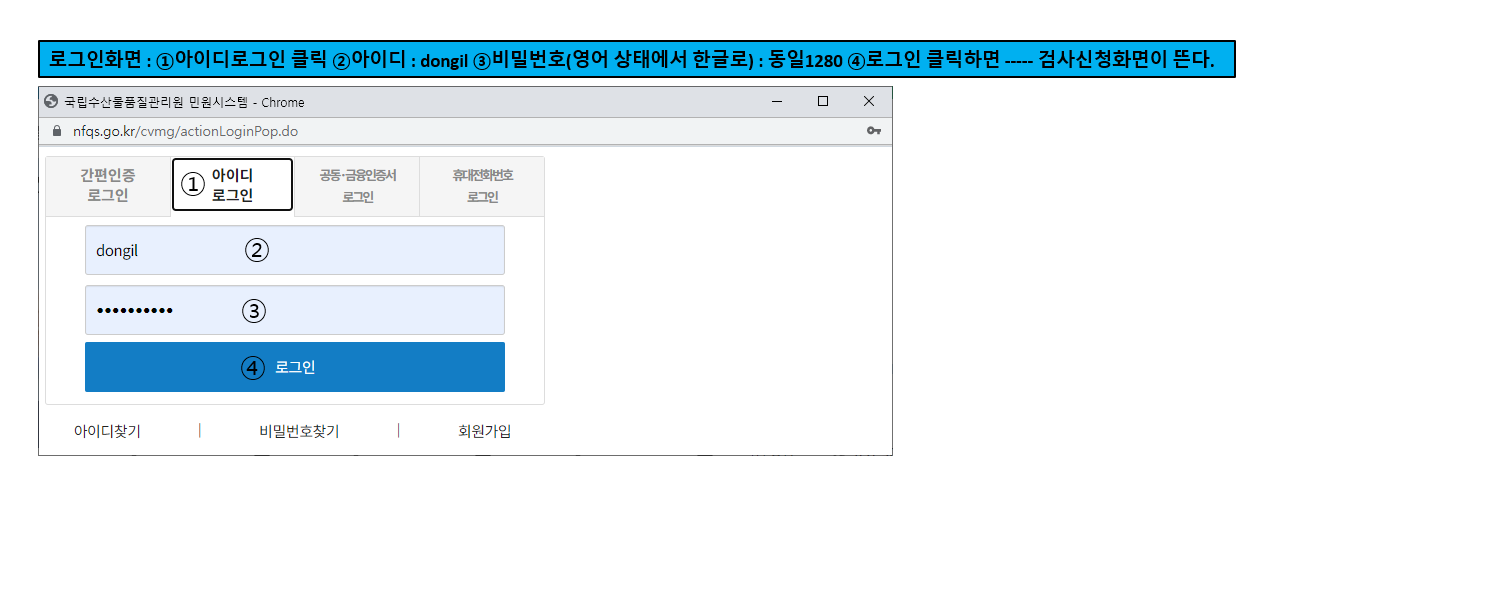 로그인화면 : ①아이디로그인 클릭 ②아이디 : dongil ③비밀번호(영어 상태에서 한글로) : 동일1280 ④로그인 클릭하면 ----- 검사신청화면이 뜬다.
국립수산물품질관리원 민원시스템 - Chrome
nfqs.go.kr/cvmg/actionLoginPop.do
간편인증
로그인
① 아이디
로그인
공동·금융인증서
로그인
휴대전화번호
로그인
dongil ②
•••••••••• ③
④ 로그인
아이디찾기 | 비밀번호찾기 | 회원가입